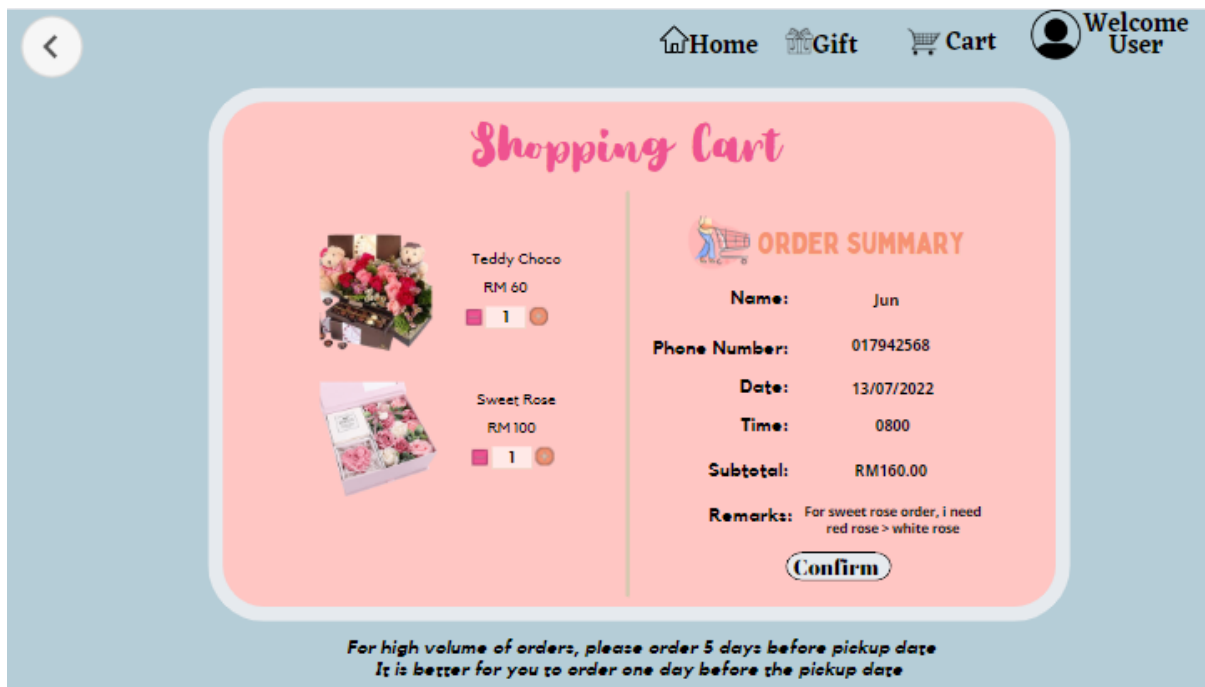 Home
Gift
Cart
Welcome
User
Shopping Cart
Teddy Choco
RM 60
1
Sweet Rose
RM 100
1
ORDER SUMMARY
Name: Jun
Phone Number: 017942568
Date: 13/07/2022
Time: 0800
Subtotal: RM160.00
Remarks: For sweet rose order, i need
red rose > white rose
Confirm
For high volume of orders, please order 5 days before pickup date
It is better for you to order one day before the pickup date